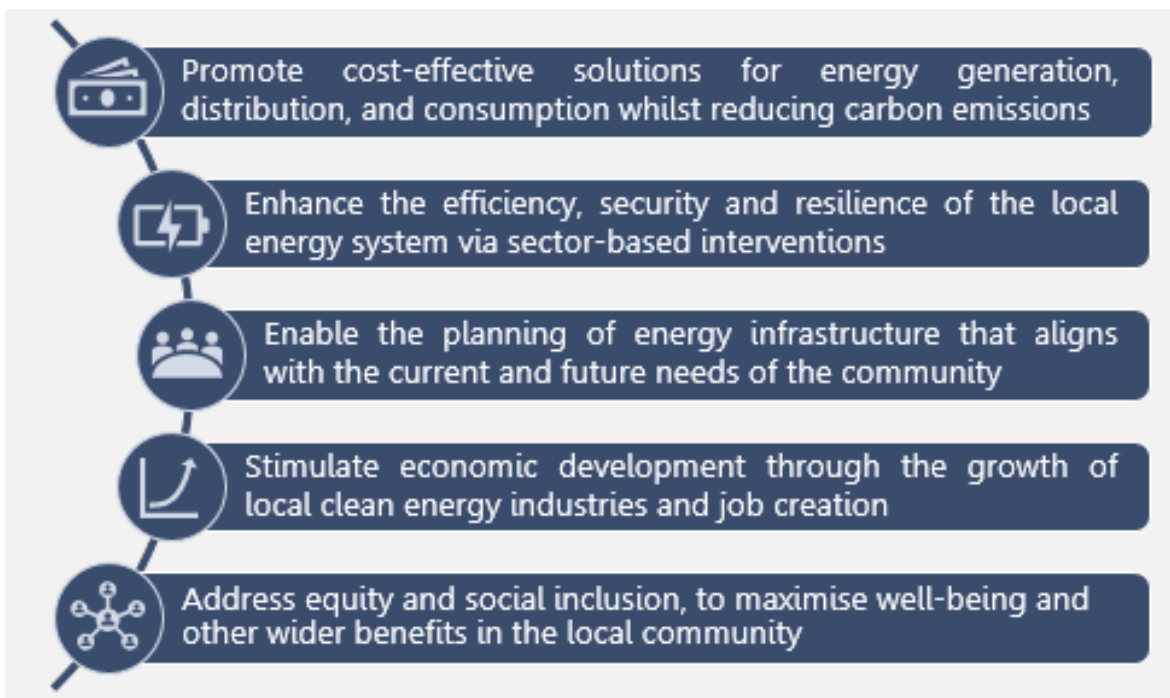 Promote cost-effective solutions for energy generation,
distribution, and consumption whilst reducing carbon emissions
Enhance the efficiency, security and resilience of the local
energy system via sector-based interventions
Enable the planning of energy infrastructure that aligns
with the current and future needs of the community
Stimulate economic development through the growth of
local clean energy industries and job creation
Address equity and social inclusion, to maximise well-being and
other wider benefits in the local community